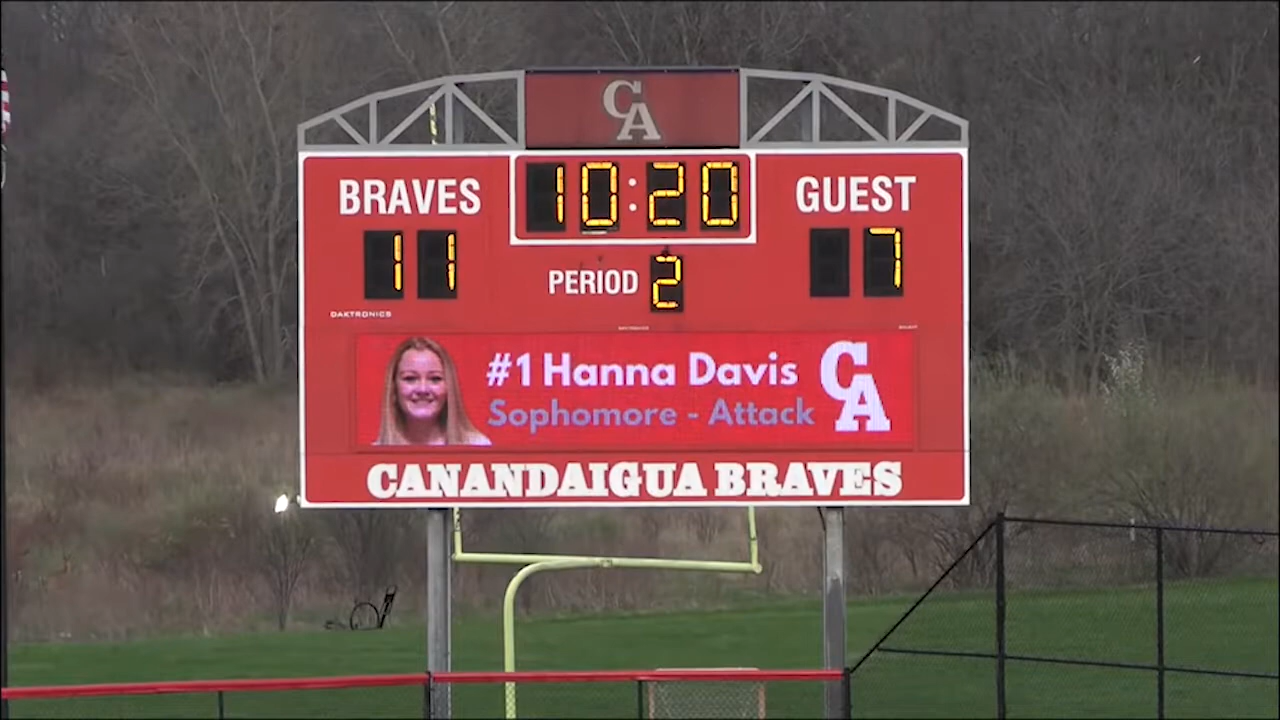 CA
BRAVES 10:20 GUEST
11 PERIOD 2 7
DAKTRONICS
#1 Hanna Davis
Sophomore - Attack
CA
CANANDAIGUA BRAVES